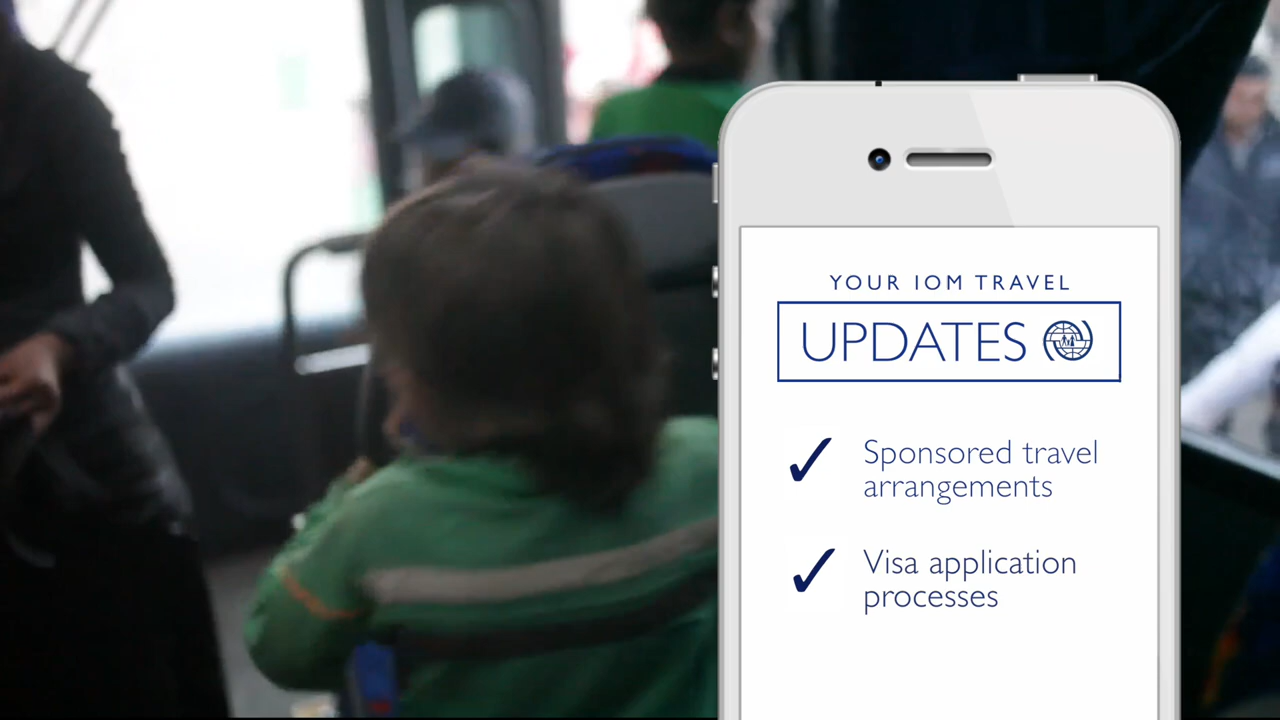 YOUR IOM TRAVEL
UPDATES
✓ Sponsored travel
arrangements
✓ Visa application
processes